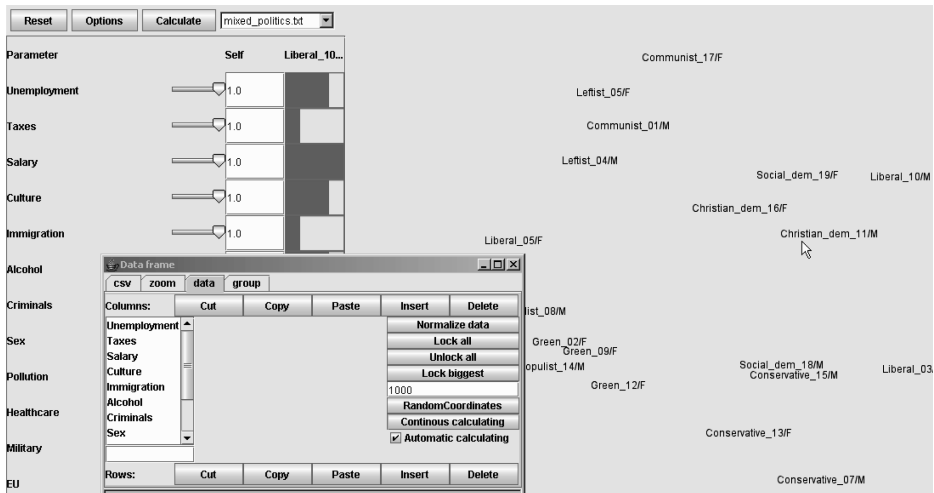 Reset Options Calculate mixed_politics.txt
Parameter Self Liberal_10...
Unemployment 1.0
Taxes 1.0
Salary 1.0
Culture 1.0
Immigration 1.0
Alcohol
Criminals
Sex
Pollution
Healthcare
Military
EU
Communist_17/F
Leftist_05/F
Communist_01/M
Leftist_04/M
Social_dem_19/F
Liberal_10/M
Christian_dem_16/F
Christian_dem_11/M
Liberal_05/F
list_08/M
Green_02/F
Green_09/F
opulist_14/M
Green_12/F
Social_dem_18/M
Conservative_15/M
Liberal_03/
Conservative_13/F
Conservative_07/M
Data frame
csv zoom data group
Columns: Cut Copy Paste Insert Delete
Unemployment
Taxes
Salary
Culture
Immigration
Alcohol
Criminals
Sex
Normalize data
Lock all
Unlock all
Lock biggest
1000
RandomCoordinates
Continous calculating
Automatic calculating
Rows: Cut Copy Paste Insert Delete